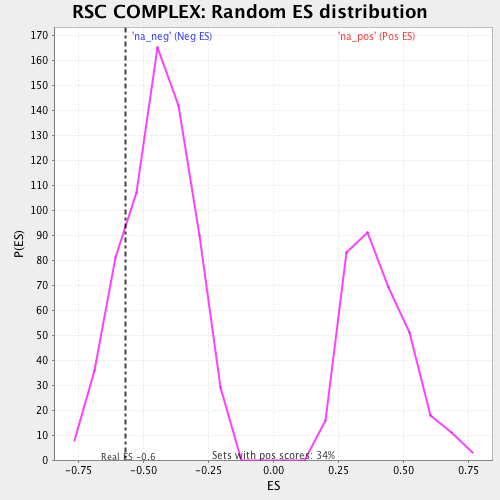 RSC COMPLEX: Random ES distribution
'na_neg' (Neg ES)
'na_pos' (Pos ES)
170
160
150
140
130
120
110
100
90
80
70
60
50
40
30
20
10
0
P(ES)
Real ES -0.6
Sets with pos scores: 34%
-0.75 -0.50 -0.25 0.00 0.25 0.50 0.75
ES